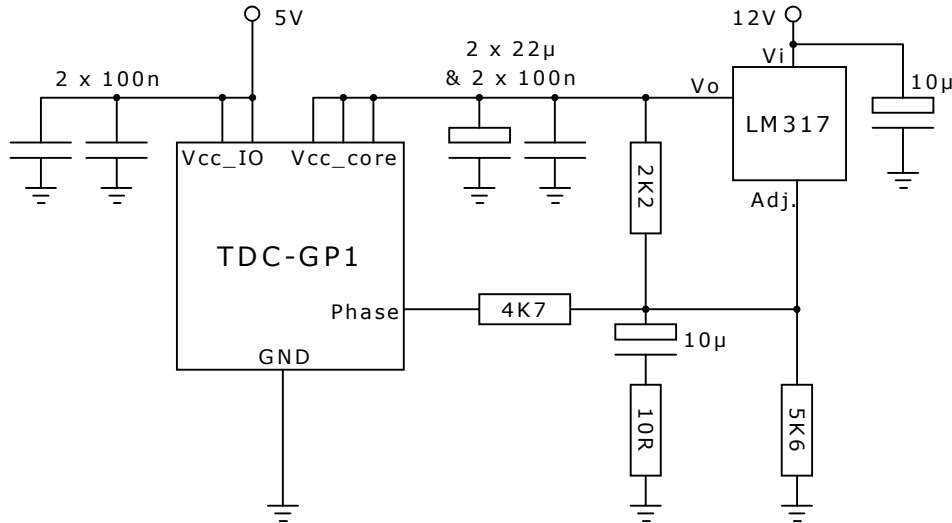 5V
12V
2 x 22µ
& 2 x 100n
2 x 100n
Vi
10µ
Vo
LM317
Vcc_IO
Vcc_core
2K2
Adj.
TDC-GP1
Phase
4K7
10µ
GND
10R
5K6